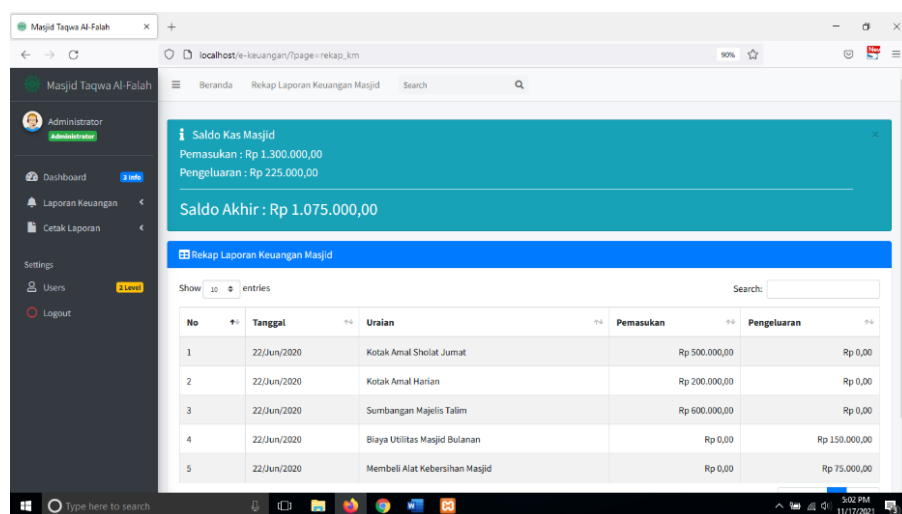 Masjid Taqwa Al-Falah
localhost/e-keuangan/?page=rekap_km
90%
New
Masjid Taqwa Al-Falah
Beranda Rekap Laporan Keuangan Masjid Search
Administrator
Administrator
Dashboard 3 Info
Laporan Keuangan
Cetak Laporan
Settings
Users 2 Level
Logout
Saldo Kas Masjid
Pemasukan : Rp 1.300.000,00
Pengeluaran : Rp 225.000,00
Saldo Akhir : Rp 1.075.000,00
Rekap Laporan Keuangan Masjid
Show 10 entries Search:
No Tanggal Uraian Pemasukan Pengeluaran
1 22/Jun/2020 Kotak Amal Sholat Jumat Rp 500.000,00 Rp 0,00
2 22/Jun/2020 Kotak Amal Harian Rp 200.000,00 Rp 0,00
3 22/Jun/2020 Sumbangan Majelis Talim Rp 600.000,00 Rp 0,00
4 22/Jun/2020 Biaya Utilitas Masjid Bulanan Rp 0,00 Rp 150.000,00
5 22/Jun/2020 Membeli Alat Kebersihan Masjid Rp 0,00 Rp 75.000,00
Type here to search
5:02 PM
11/17/2021